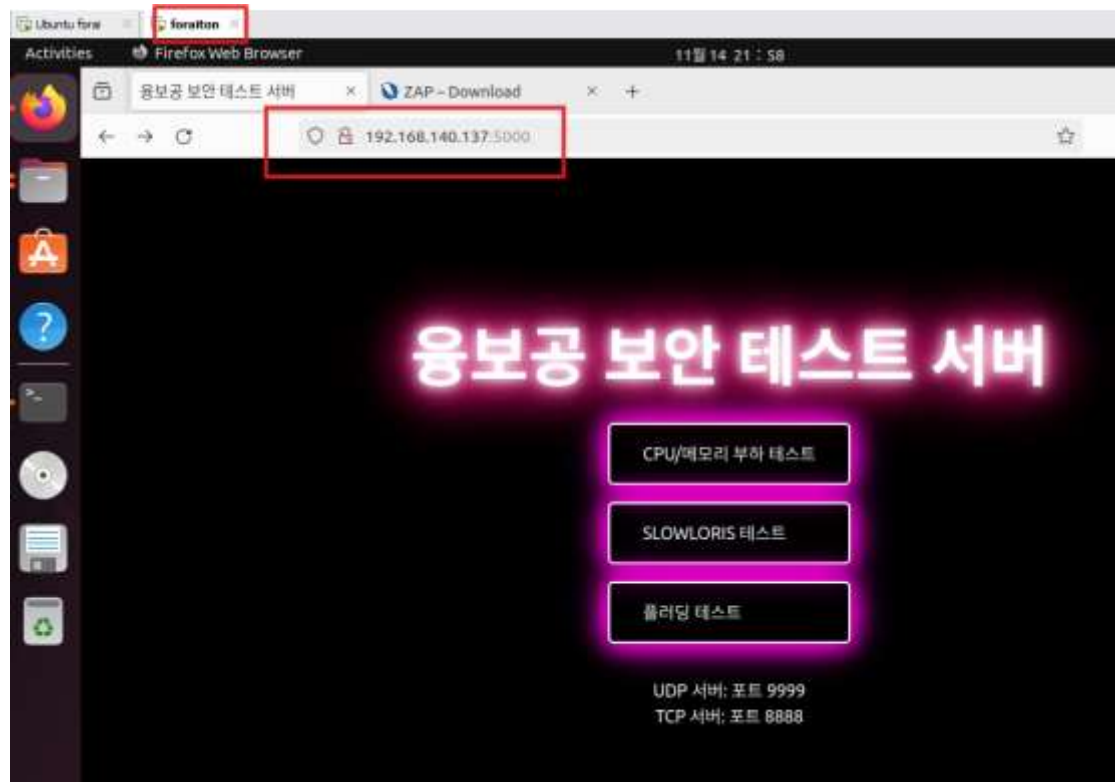 Ubuntu forai
foraiton
Activities
Firefox Web Browser
11월 14 21 : 58
융보공 보안 테스트 서버
ZAP – Download
192.168.140.137:5000
융보공 보안 테스트 서버
CPU/메모리 부하 테스트
SLOWLORIS 테스트
플러딩 테스트
UDP 서버: 포트 9999
TCP 서버: 포트 8888